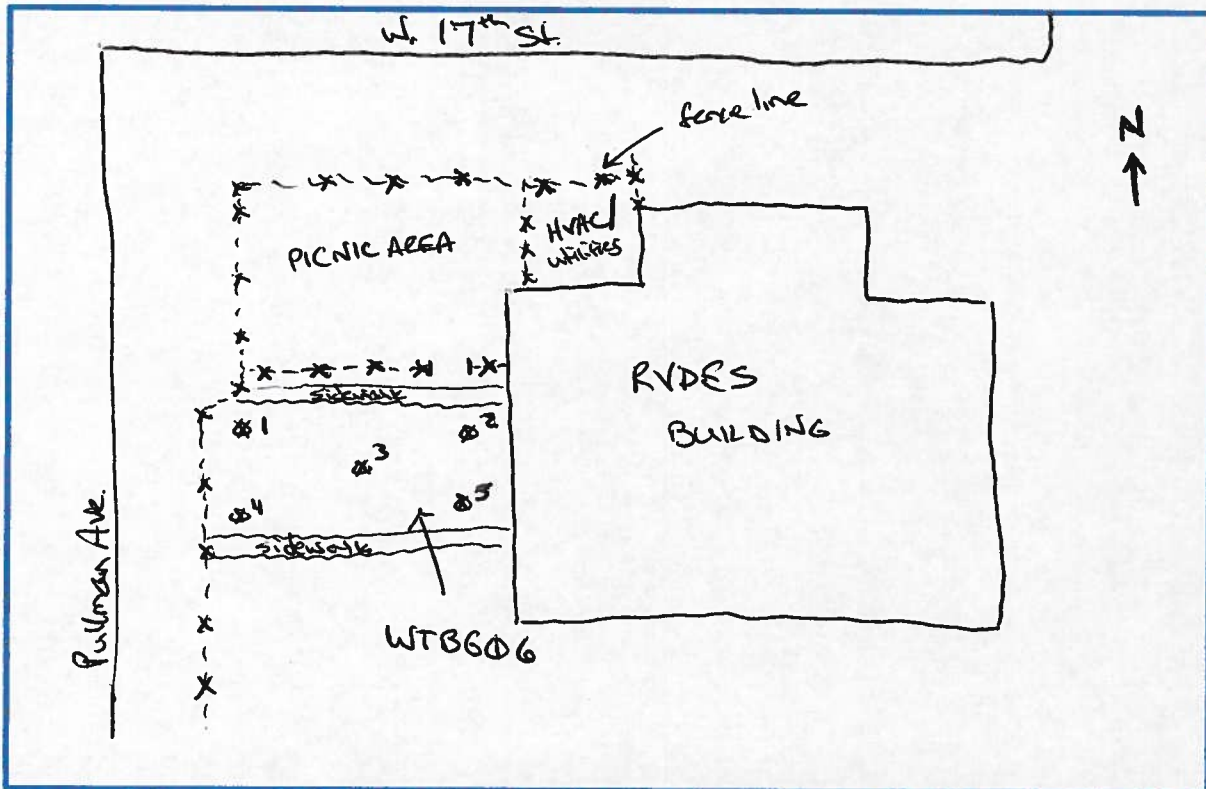 W. 17th St.
fence line
N
PICNIC AREA
HVAC/
Utilities
RVDES
BUILDING
sidewalk
1
2
3
4
5
sidewalk
WTBG06
Pullman Ave.